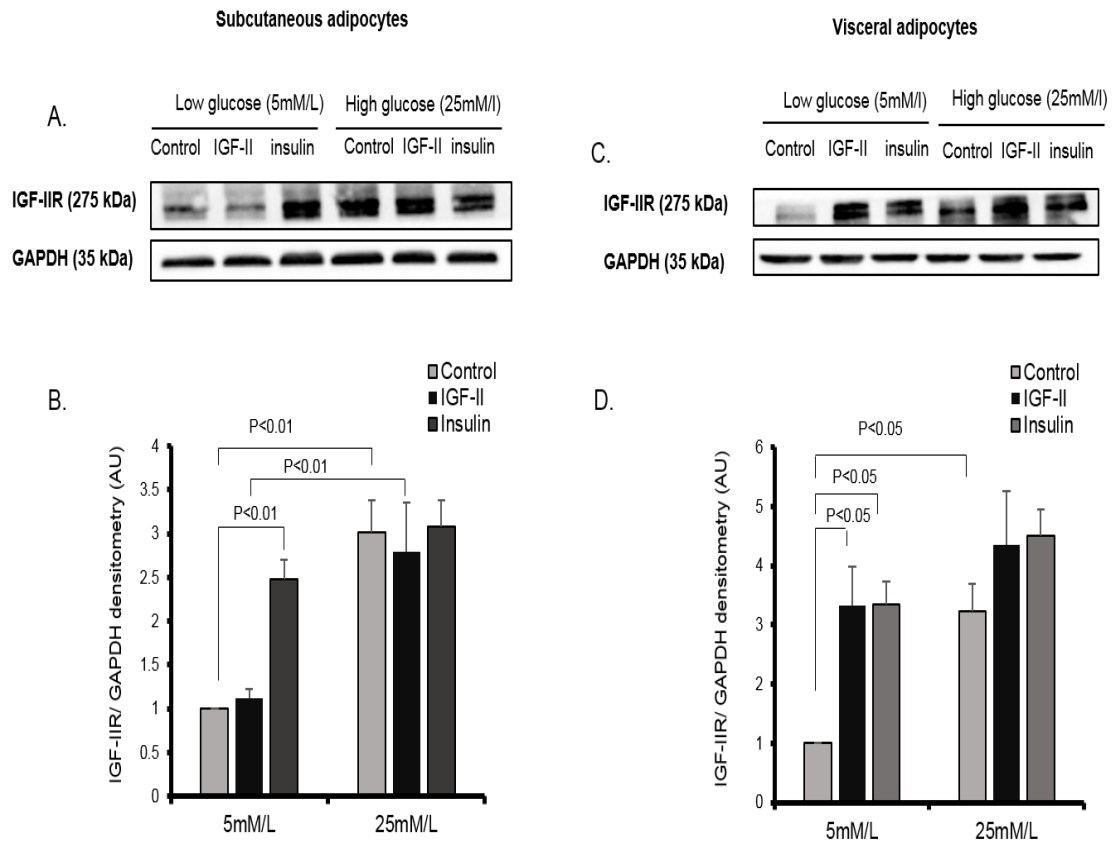 Subcutaneous adipocytes
Visceral adipocytes
A.
Low glucose (5mM/L) High glucose (25mM/l)
Control IGF-II insulin Control IGF-II insulin
IGF-IIR (275 kDa)
GAPDH (35 kDa)
C.
Low glucose (5mM/l) High glucose (25mM/l)
Control IGF-II insulin Control IGF-II insulin
IGF-IIR (275 kDa)
GAPDH (35 kDa)
B.
Control
IGF-II
Insulin
IGF-IIR/ GAPDH densitometry (AU)
4
3.5
3
2.5
2
1.5
1
0.5
0
P<0.01
P<0.01
P<0.01
5mM/L 25mM/L
D.
Control
IGF-II
Insulin
IGF-IIR/ GAPDH densitometry (AU)
6
5
4
3
2
1
0
P<0.05
P<0.05
P<0.05
5mM/L 25mM/L